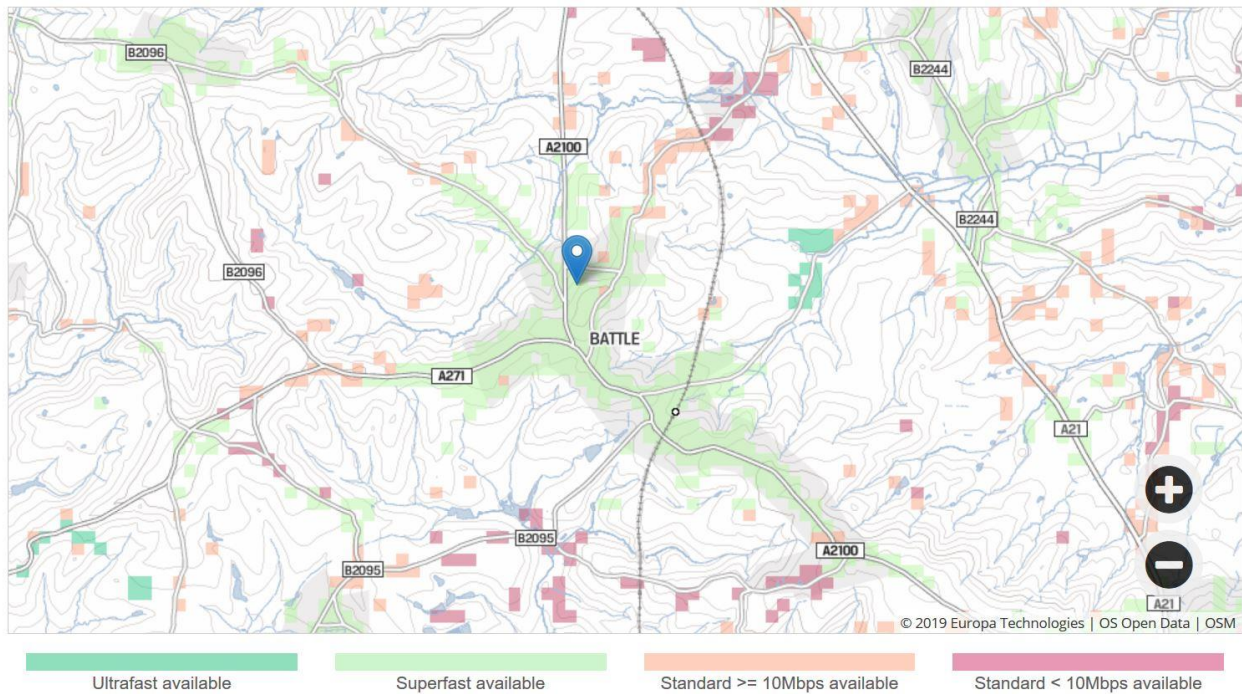 B2096
B2244
A2100
B2244
B2096
BATTLE
A271
A21
B2095
A2100
B2095
A21
© 2019 Europa Technologies | OS Open Data | OSM
Ultrafast available
Superfast available
Standard >= 10Mbps available
Standard < 10Mbps available